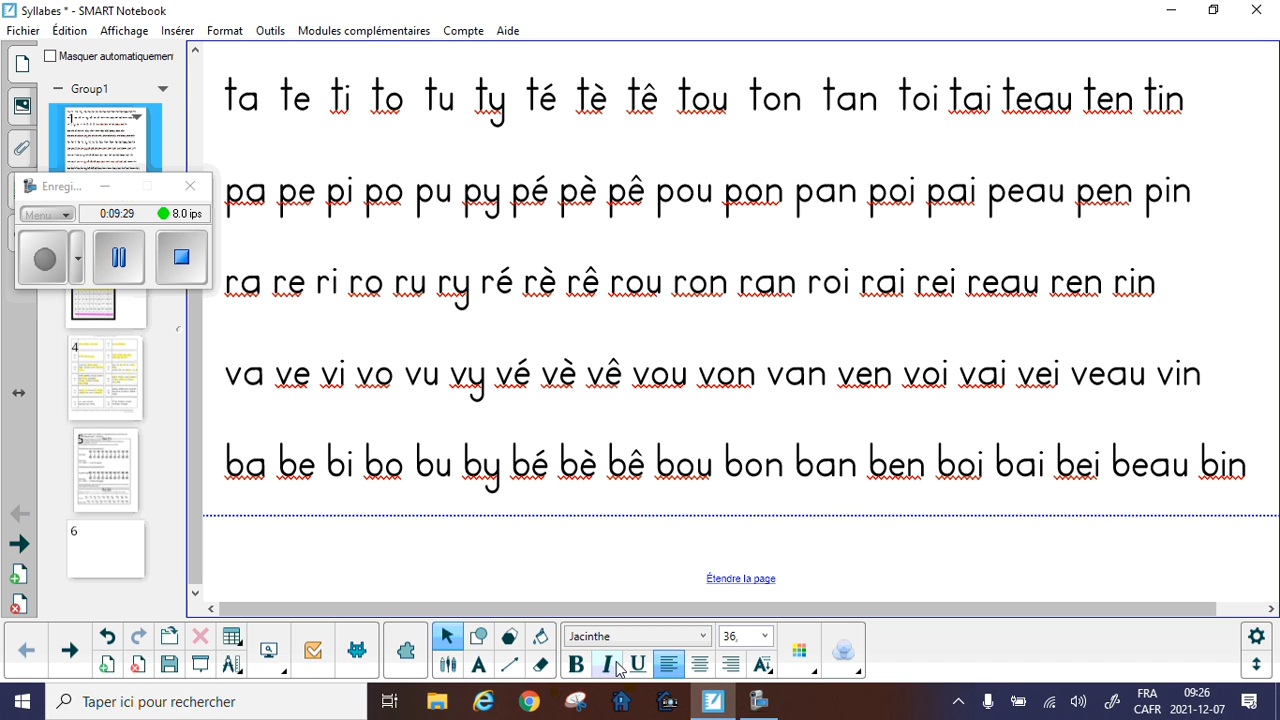 Syllabes * - SMART Notebook
Fichier Édition Affichage Insérer Format Outils Modules complémentaires Compte Aide
Masquer automatiquement
Group1
1
Enregi...
Menu 0:09:29 8.0 ips
4
5
6
ta te ti to tu ty té tè tê tou ton tan toi tai teau ten tin
pa pe pi po pu py pé pè pê pou pon pan poi pai peau pen pin
ra re ri ro ru ry ré rè rê rou ron ran roi rai rei reau ren rin
va ve vi vo vu vy vé vè vê vou von van ven voi vai vei veau vin
ba be bi bo bu by bé bè bê bou bon ban ben boi bai bei beau bin
Étendre la page
Jacinthe 36,
B I U A
Taper ici pour rechercher
FRA 09:26
CAFR 2021-12-07